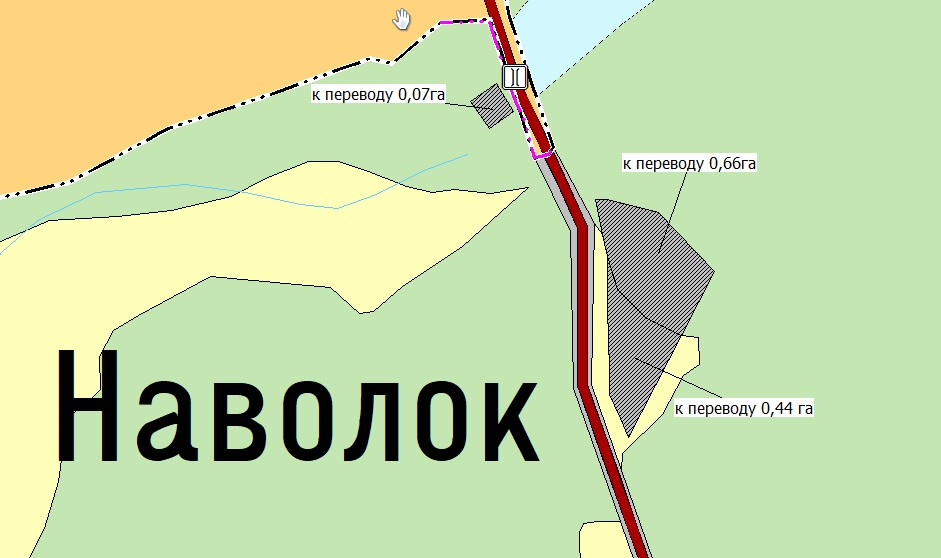 к переводу 0,07га
к переводу 0,66га
Наволок
к переводу 0,44 га